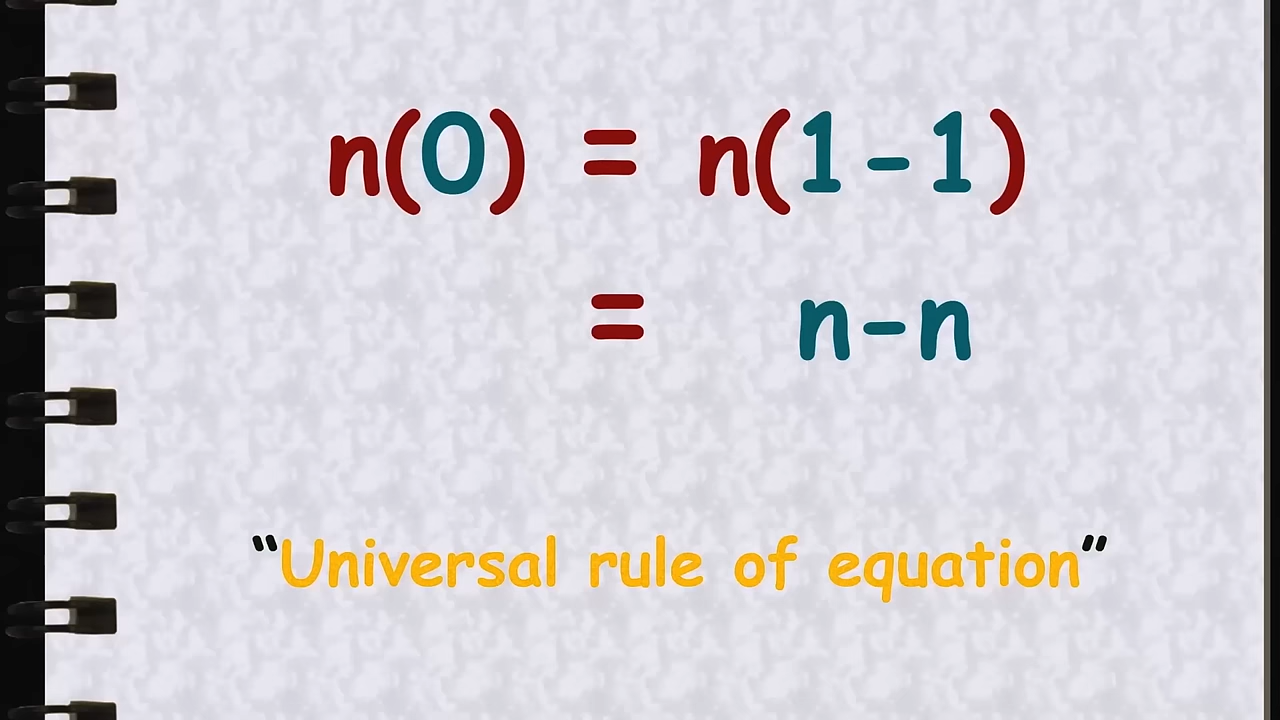 n(0) = n(1-1)
= n-n
"Universal rule of equation"